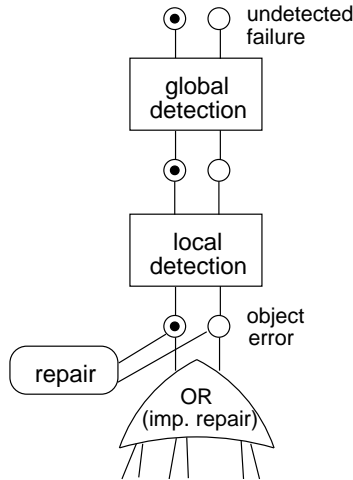 undetected
failure
global
detection
local
detection
object
error
repair
OR
(imp. repair)